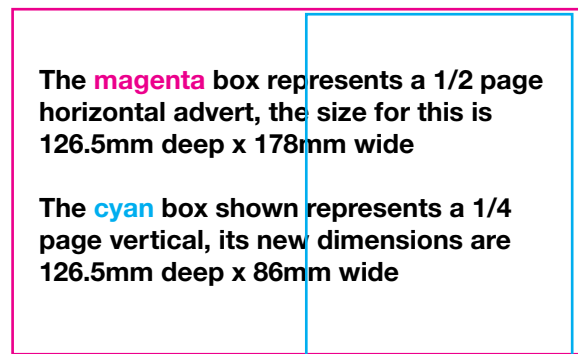 The magenta box represents a 1/2 page
horizontal advert, the size for this is
126.5mm deep x 178mm wide
The cyan box shown represents a 1/4
page vertical, its new dimensions are
126.5mm deep x 86mm wide